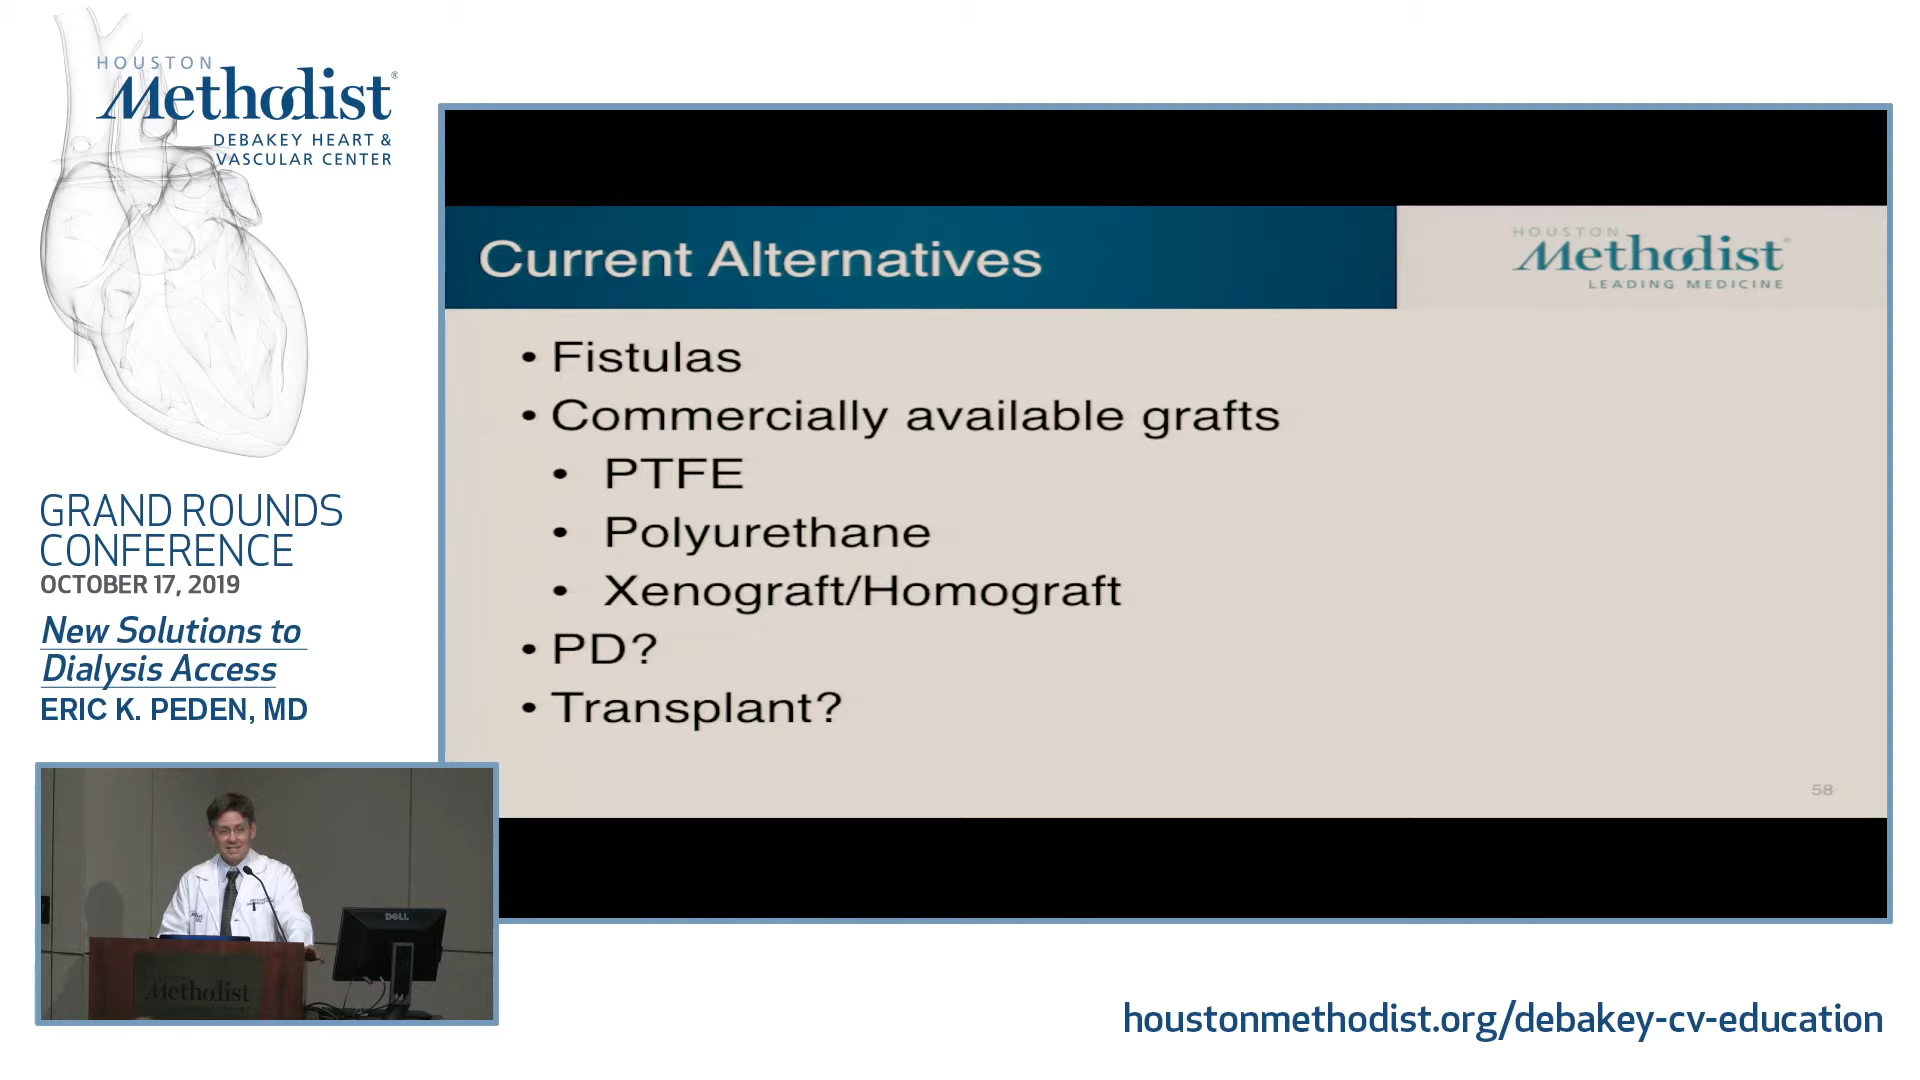 HOUSTON
Methodist®
DEBAKEY HEART &
VASCULAR CENTER
GRAND ROUNDS
CONFERENCE
OCTOBER 17, 2019
New Solutions to
Dialysis Access
ERIC K. PEDEN, MD
Current Alternatives
HOUSTON
Methodist
LEADING MEDICINE
• Fistulas
• Commercially available grafts
• PTFE
• Polyurethane
• Xenograft/Homograft
• PD?
• Transplant?
58
DELL
Methodist
houstonmethodist.org/debakey-cv-education